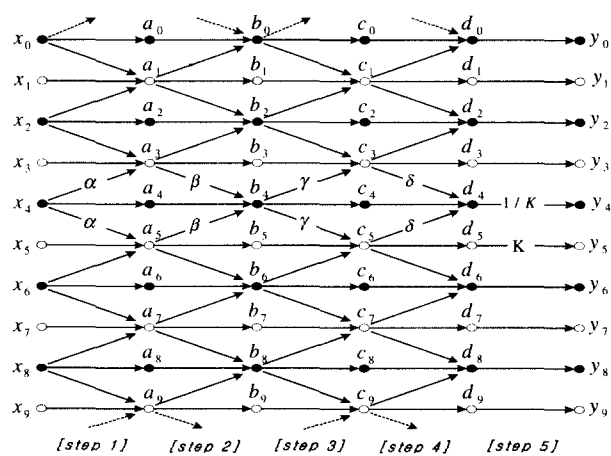 x0 a0 b0 c0 d0 y0
x1 a1 b1 c1 d1 y1
x2 a2 b2 c2 d2 y2
x3 a3 b3 c3 d3 y3
α β γ δ
x4 a4 b4 c4 d4 1/K y4
α β γ δ
x5 a5 b5 c5 d5 K y5
x6 a6 b6 c6 d6 y6
x7 a7 b7 c7 d7 y7
x8 a8 b8 c8 d8 y8
x9 a9 b9 c9 d9 y9
[step 1] [step 2] [step 3] [step 4] [step 5]